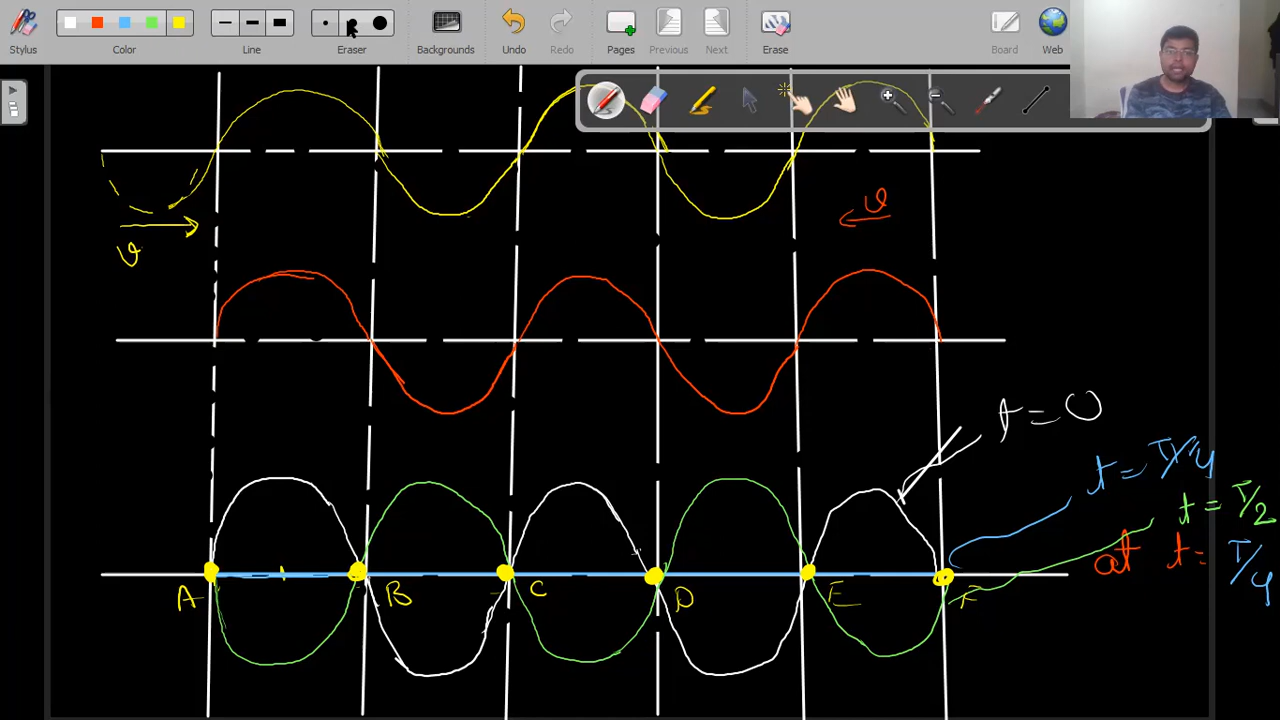 Stylus
Color
Line
Eraser
Backgrounds
Undo
Redo
Pages
Previous
Next
Erase
Board
Web
v
v
t = 0
t = T/4
t = T/2
at t = T/4
A
B
C
D
E
F